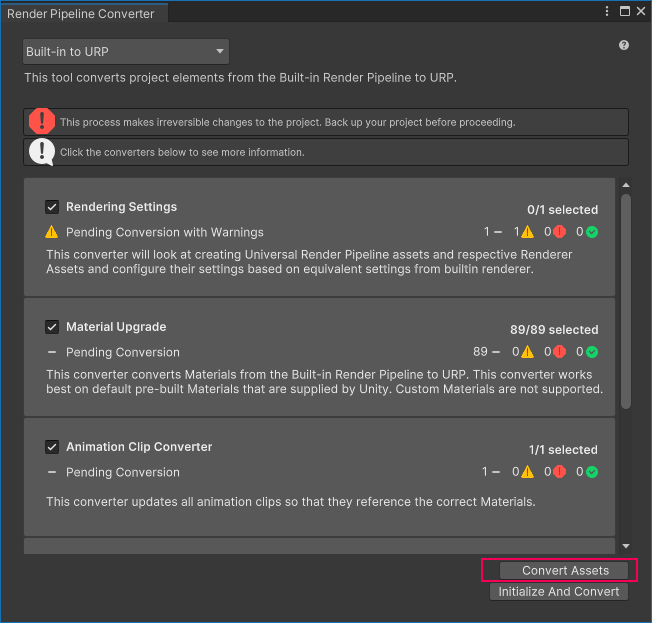 Render Pipeline Converter
Built-in to URP
This tool converts project elements from the Built-in Render Pipeline to URP.
This process makes irreversible changes to the project. Back up your project before proceeding.
Click the converters below to see more information.
Rendering Settings
0/1 selected
Pending Conversion with Warnings
1 1 0 0
This converter will look at creating Universal Render Pipeline assets and respective Renderer
Assets and configure their settings based on equivalent settings from builtin renderer.
Material Upgrade
89/89 selected
Pending Conversion
89 0 0 0
This converter converts Materials from the Built-in Render Pipeline to URP. This converter works
best on default pre-built Materials that are supplied by Unity. Custom Materials are not supported.
Animation Clip Converter
1/1 selected
Pending Conversion
1 0 0 0
This converter updates all animation clips so that they reference the correct Materials.
Convert Assets
Initialize And Convert